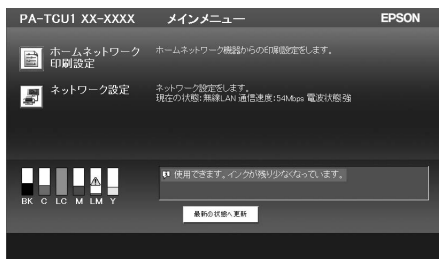 PA-TCU1 XX-XXXX メインメニュー EPSON
ホームネットワーク
印刷設定
ホームネットワーク機器からの印刷設定をします。
ネットワーク設定
ネットワーク設定をします。
現在の状態:無線LAN 通信速度:54Mbps 電波状態:強
使用できます。インクが残り少なくなっています。
BK C LC M LM Y
最新の状態へ更新